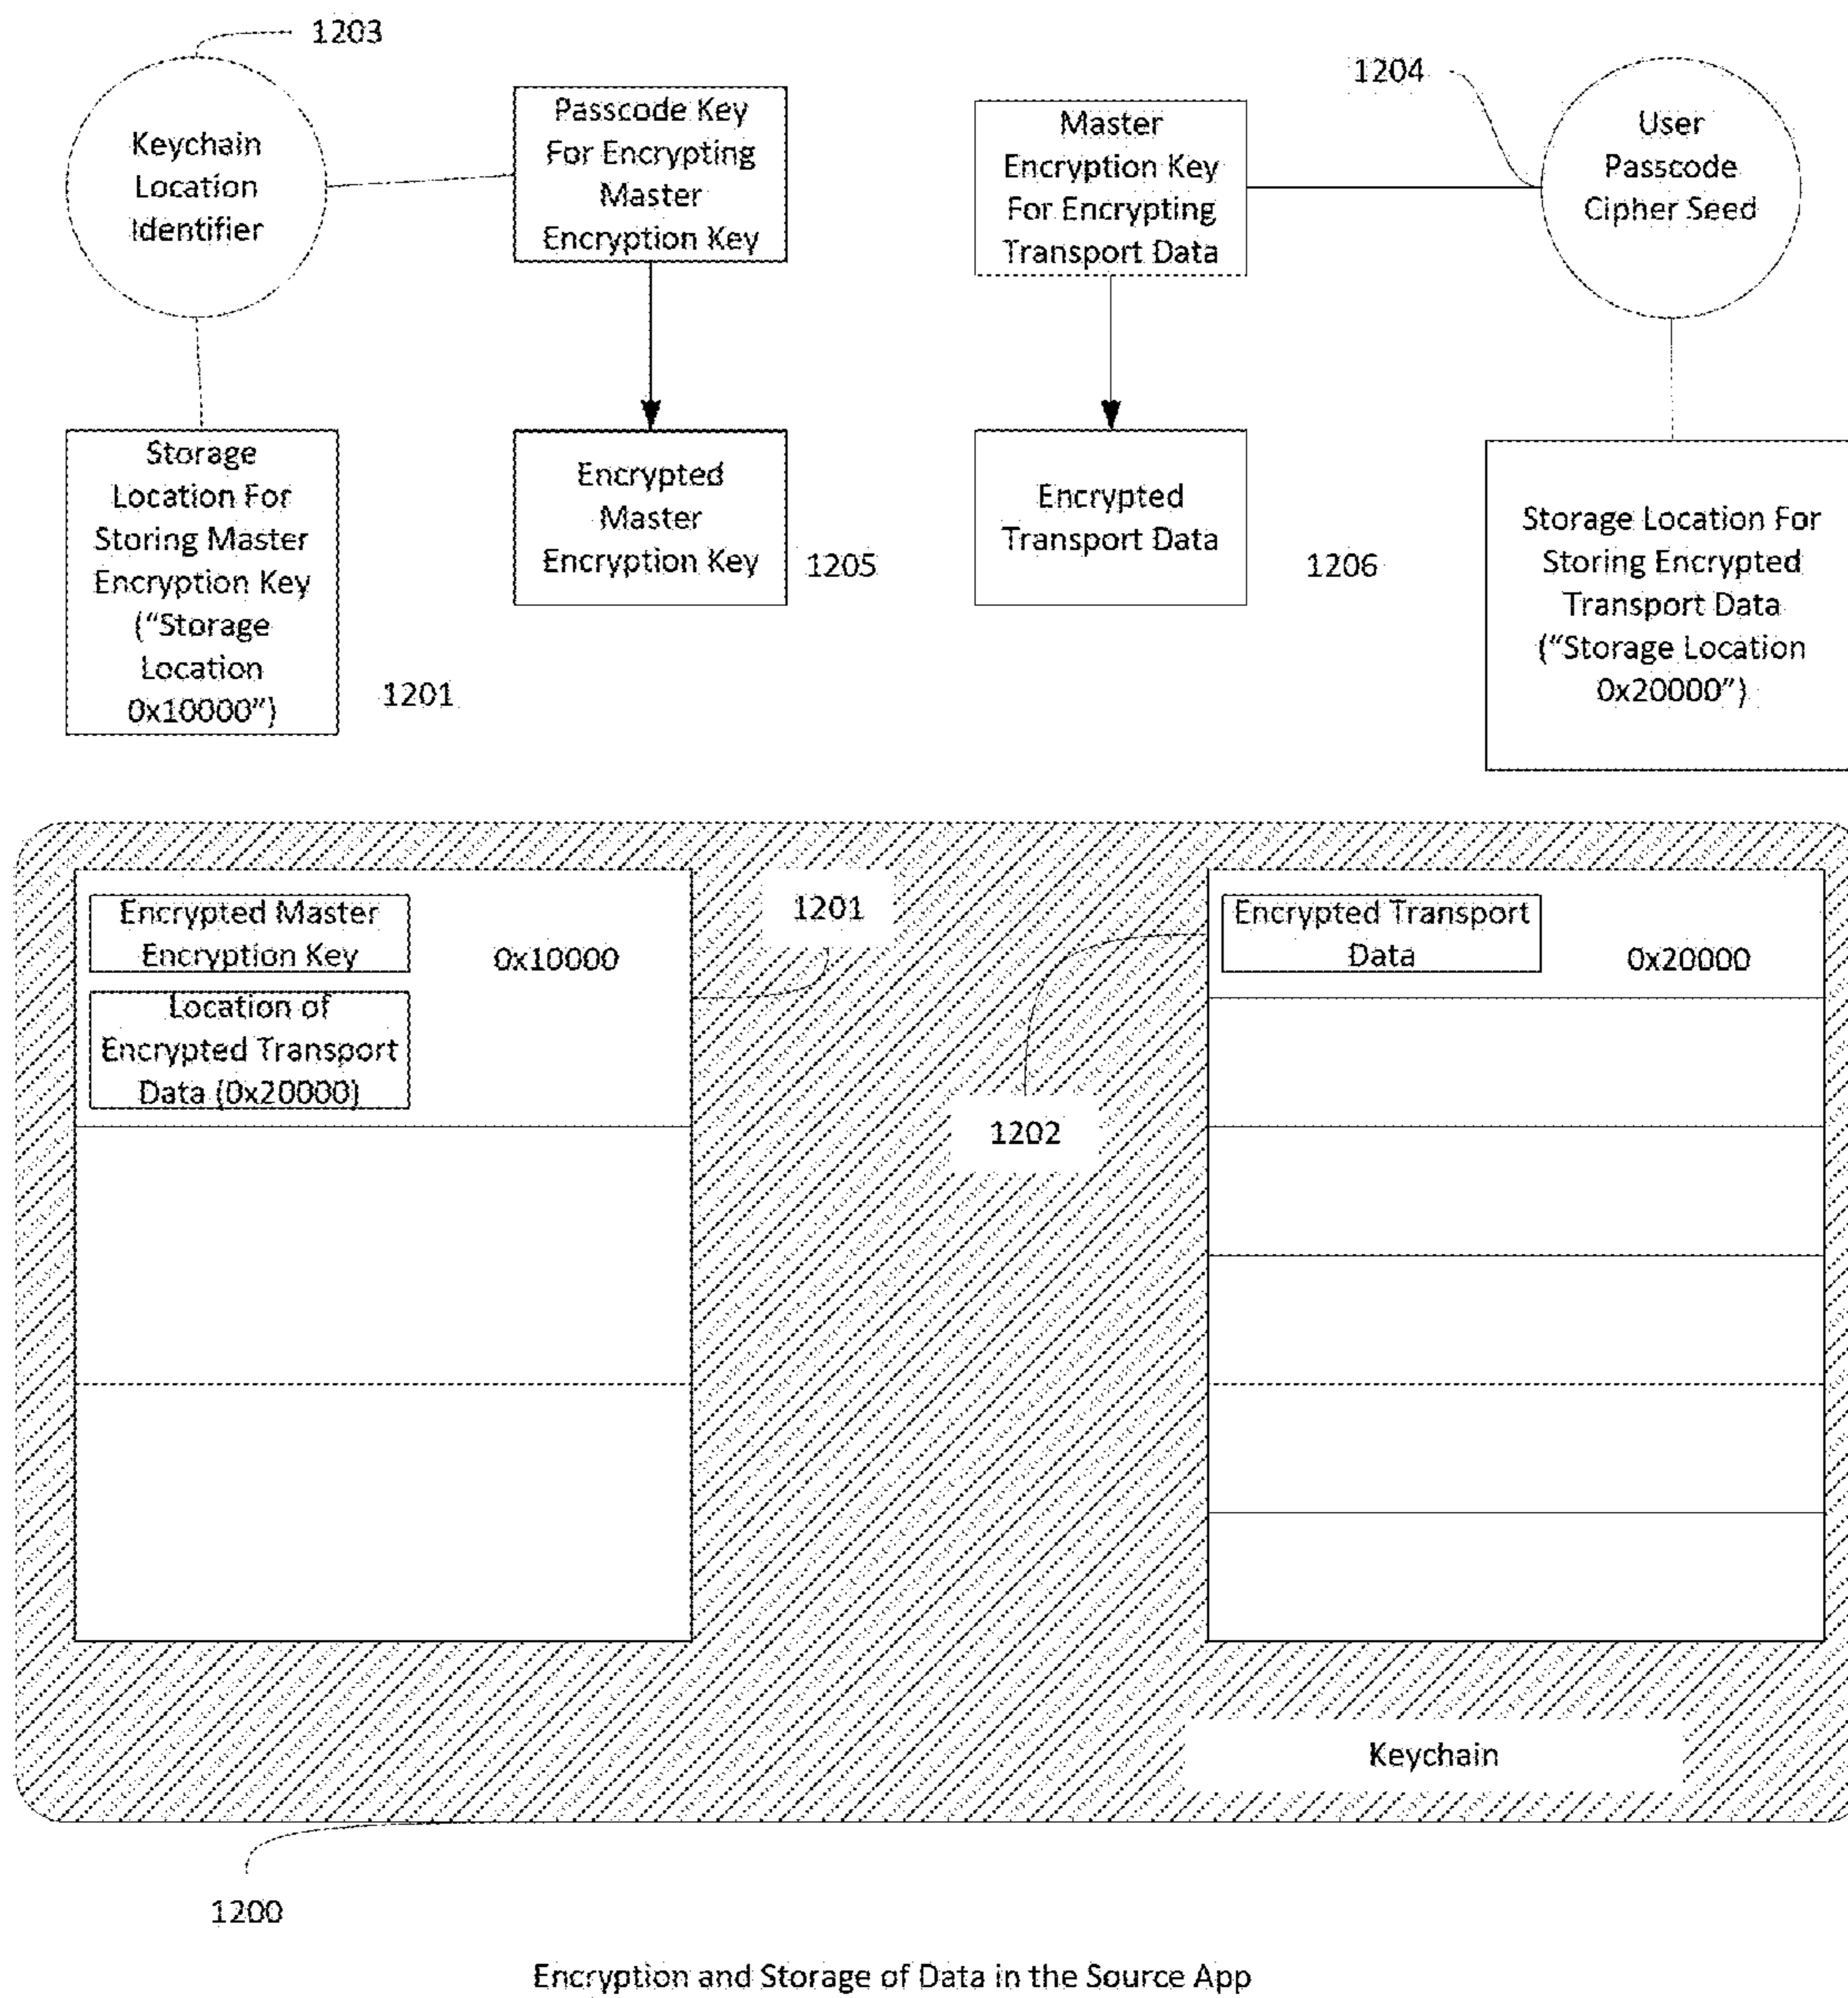 1203
Keychain
Location
Identifier
Passcode Key
For Encrypting
Master
Encryption Key
Master
Encryption Key
For Encrypting
Transport Data
1204
User
Passcode
Cipher Seed
Storage
Location For
Storing Master
Encryption Key
("Storage
Location
0x10000")
1201
Encrypted
Master
Encryption Key
1205
Encrypted
Transport Data
1206
Storage Location For
Storing Encrypted
Transport Data
("Storage Location
0x20000")
Encrypted Master
Encryption Key
0x10000
Location of
Encrypted Transport
Data (0x20000)
1201
1202
Encrypted Transport
Data
0x20000
Keychain
1200
Encryption and Storage of Data in the Source App